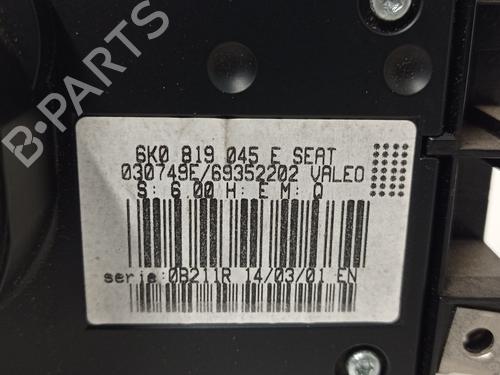 B-PARTS
6K0 819 045 E SEAT
030749E/69352202 VALEO
S: 6.00 H: E M: Q
serie:0B211R 14/03/01 EN